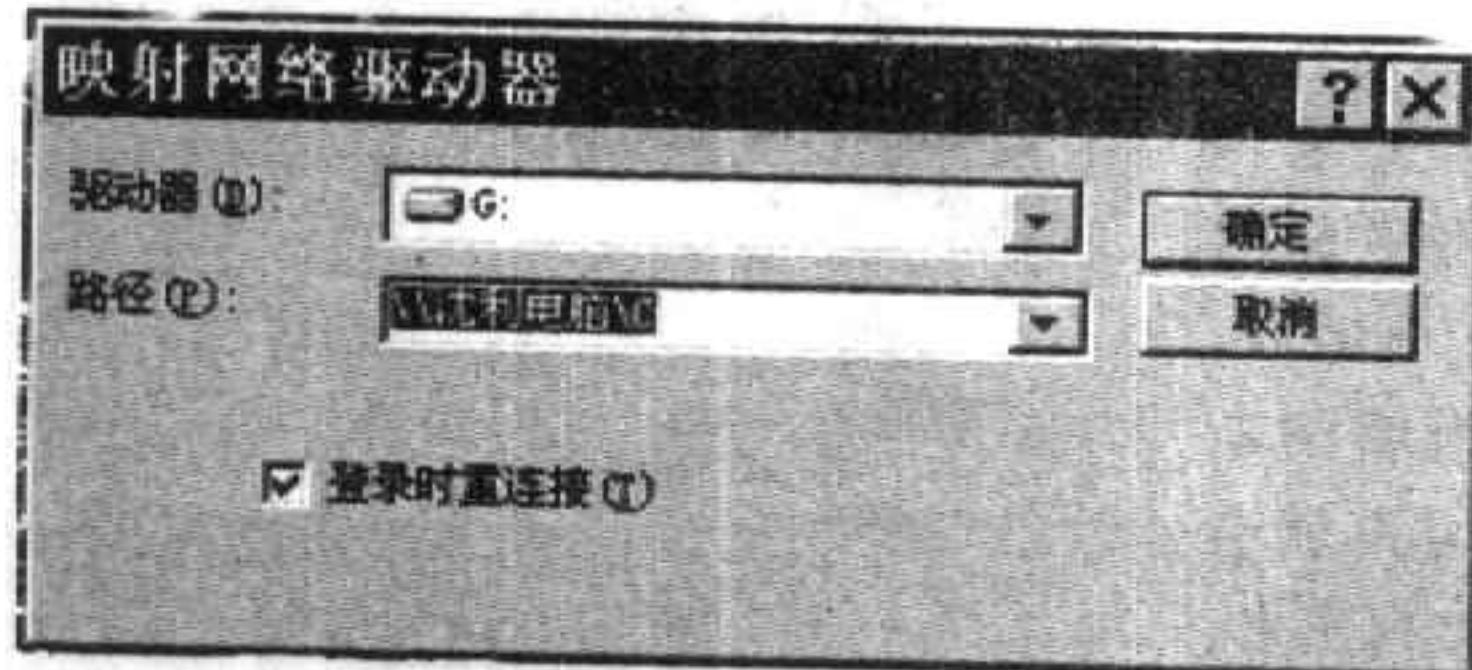 映射网络驱动器
驱动器(D): G:
确定
路径(P):
取消
登录时重连接(T)